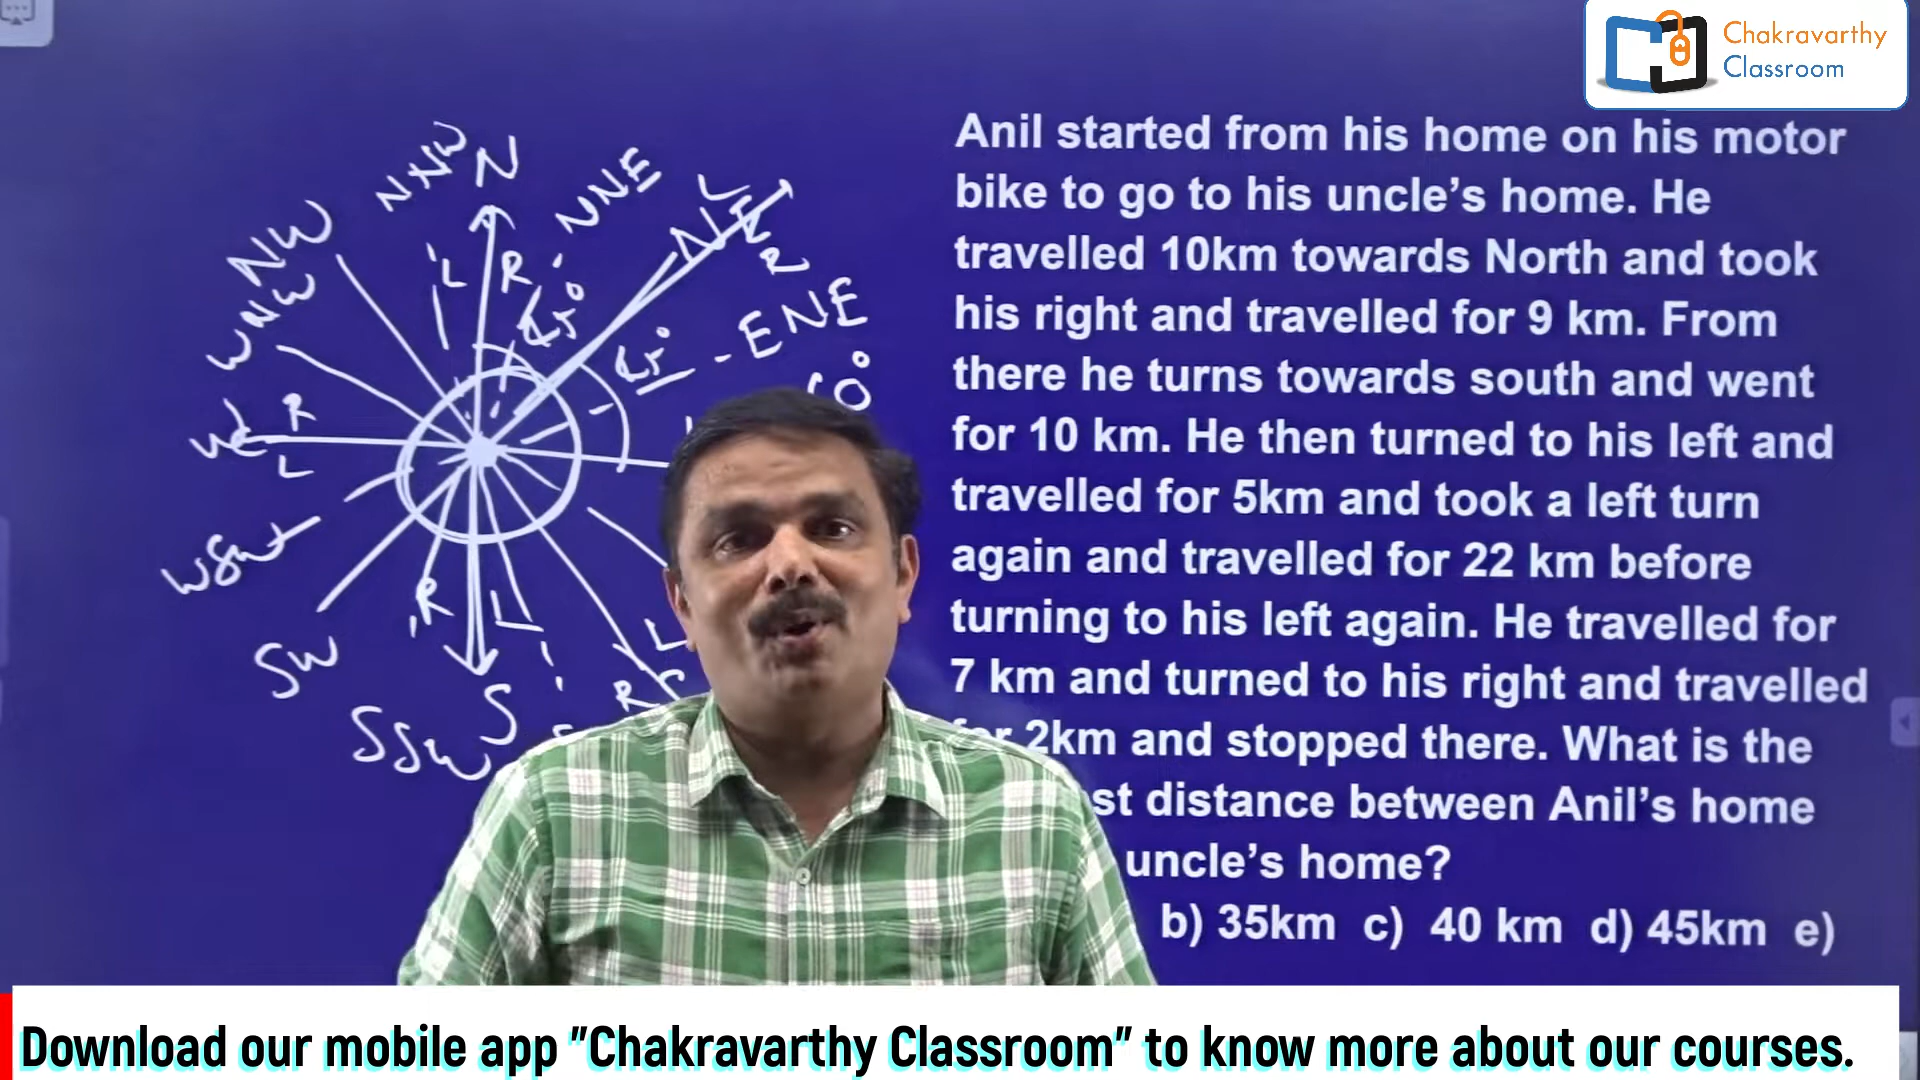 Chakravarthy
Classroom
Anil started from his home on his motor
bike to go to his uncle’s home. He
travelled 10km towards North and took
his right and travelled for 9 km. From
there he turns towards south and went
for 10 km. He then turned to his left and
travelled for 5km and took a left turn
again and travelled for 22 km before
turning to his left again. He travelled for
7 km and turned to his right and travelled
2km and stopped there. What is the
distance between Anil’s home
uncle’s home?
b) 35km c) 40 km d) 45km e)
NNW
N
NNE
NW
L
R
45°
L
NE
R
WNW
45°
- ENE
R
L
WSW
SW
R
L
L
R
S
SSW
Download our mobile app "Chakravarthy Classroom" to know more about our courses.